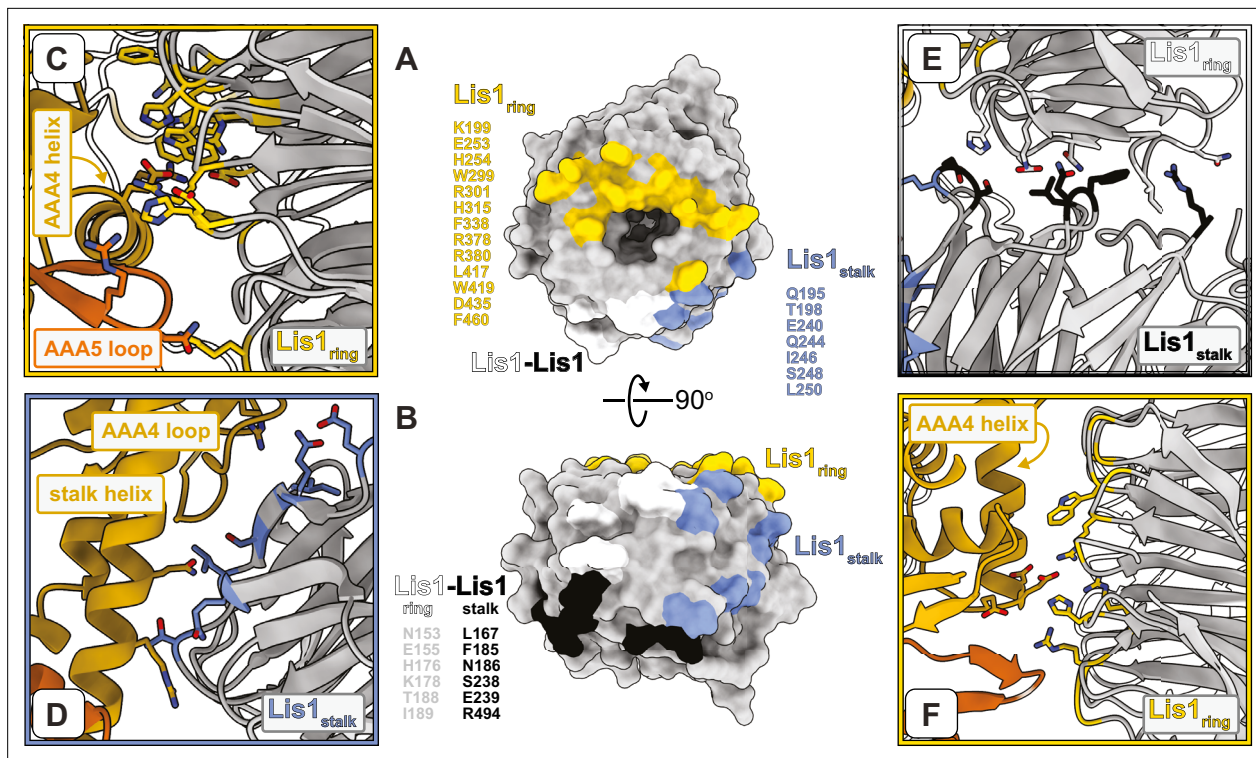 C
AAA4 helix
AAA5 loop
Lis1ring
A
Lis1ring
K199
E253
H254
W299
R301
H315
F338
R378
R380
L417
W419
D435
F460
Lis1stalk
Q195
T198
E240
Q244
I246
S248
L250
Lis1-Lis1
90o
E
Lis1ring
Lis1stalk
D
AAA4 loop
stalk helix
Lis1stalk
B
Lis1ring
Lis1stalk
Lis1-Lis1
ring stalk
N153 L167
E155 F185
H176 N186
K178 S238
T188 E239
I189 R494
F
AAA4 helix
Lis1ring